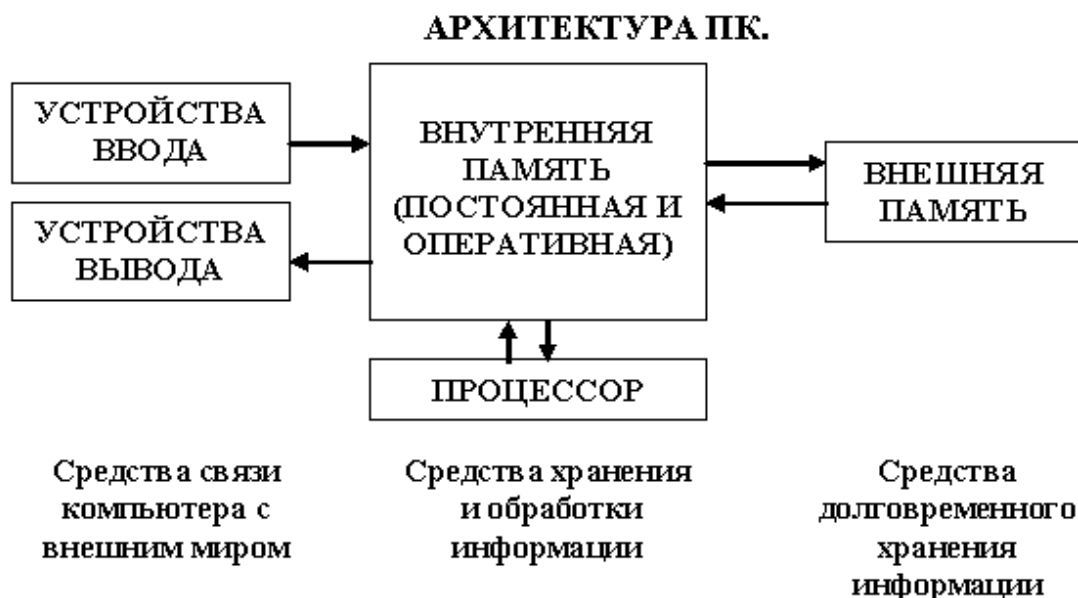 АРХИТЕКТУРА ПК.
УСТРОЙСТВА
ВВОДА
УСТРОЙСТВА
ВЫВОДА
ВНУТРЕННЯЯ
ПАМЯТЬ
(ПОСТОЯННАЯ И
ОПЕРАТИВНАЯ)
ВНЕШНЯЯ
ПАМЯТЬ
ПРОЦЕССОР
Средства связи
компьютера с
внешним миром
Средства хранения
и обработки
информации
Средства
долговременного
хранения
информации